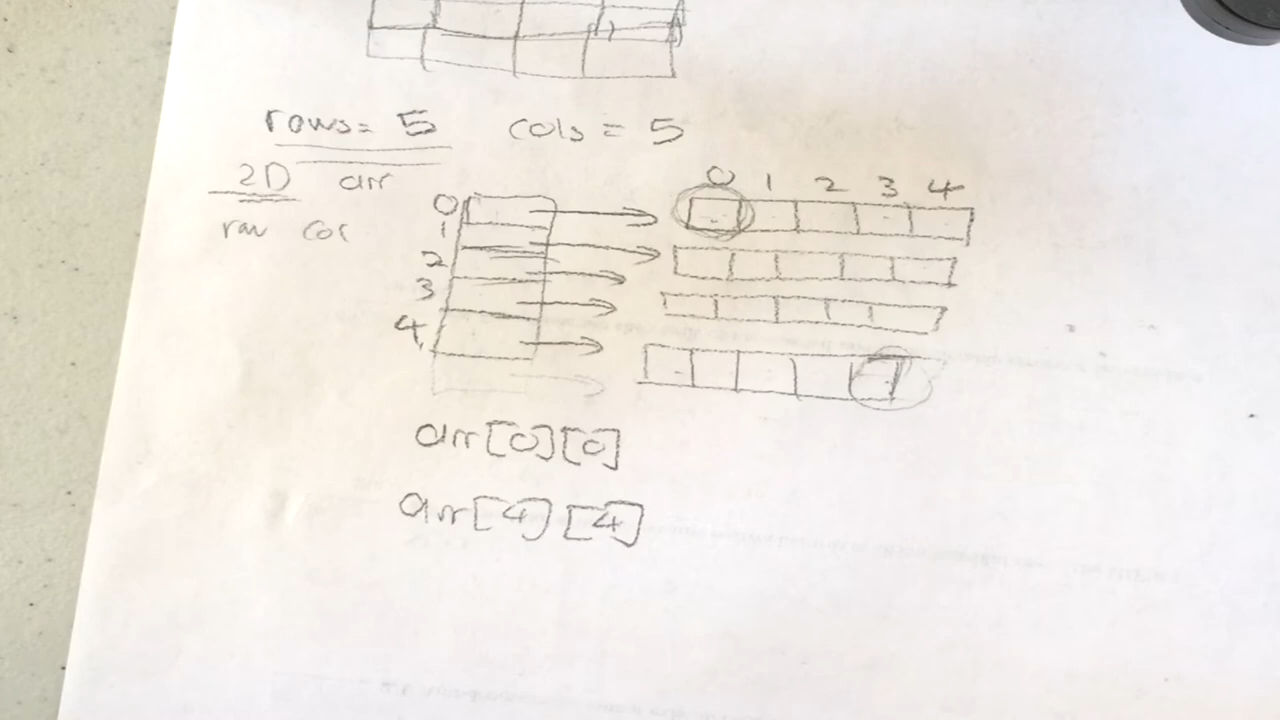 rows= 5 cols = 5
2D arr
row col
0 1 2 3 4
0
1
2
3
4
arr[0][0]
arr[4][4]